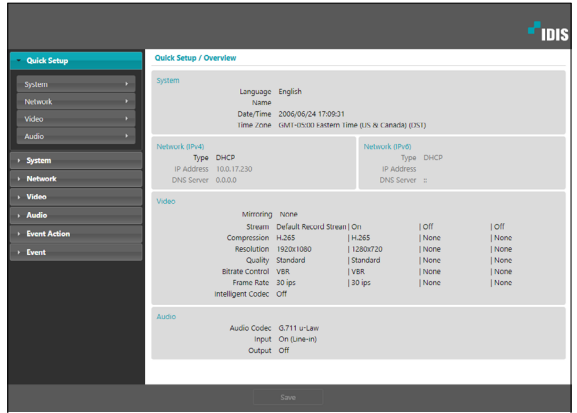 IDIS
Quick Setup
System
Network
Video
Audio
System
Network
Video
Audio
Event Action
Event
Quick Setup / Overview
System
Language English
Name
Date/Time 2006/06/24 17:09:31
Time Zone GMT-05:00 Eastern Time (US & Canada) (DST)
Network (IPv4)
Type DHCP
IP Address 10.0.17.230
DNS Server 0.0.0.0
Network (IPv6)
Type DHCP
IP Address
DNS Server ::
Video
Mirroring None
Stream Default Record Stream | On | Off | Off
Compression H.265 | H.265 | None | None
Resolution 1920x1080 | 1280x720 | None | None
Quality Standard | Standard | None | None
Bitrate Control VBR | VBR | None | None
Frame Rate 30 ips | 30 ips | None | None
Intelligent Codec Off
Audio
Audio Codec G.711 u-Law
Input On (Line-in)
Output Off
Save